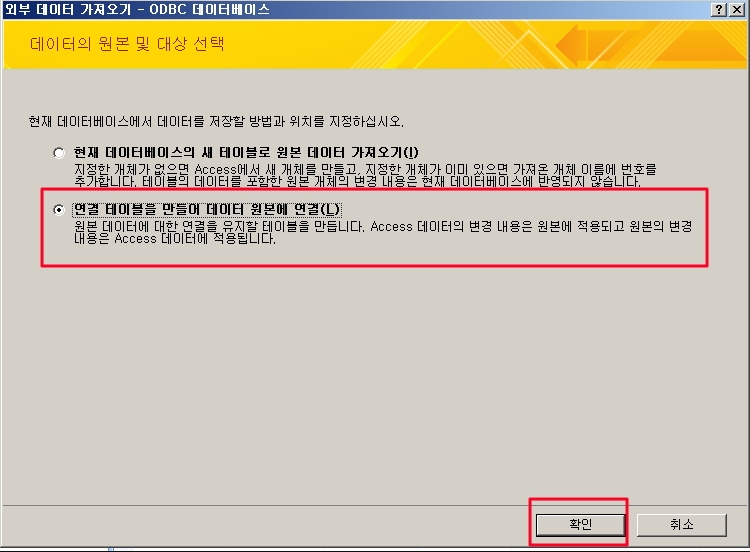 외부 데이터 가져오기 - ODBC 데이터베이스
데이터의 원본 및 대상 선택
현재 데이터베이스에서 데이터를 저장할 방법과 위치를 지정하십시오.
현재 데이터베이스의 새 테이블로 원본 데이터 가져오기(I)
지정한 개체가 없으면 Access에서 새 개체를 만들고, 지정한 개체가 이미 있으면 가져온 개체 이름에 번호를
추가합니다. 테이블의 데이터를 포함한 원본 개체의 변경 내용은 현재 데이터베이스에 반영되지 않습니다.
연결 테이블을 만들어 데이터 원본에 연결(L)
원본 데이터에 대한 연결을 유지할 테이블을 만듭니다. Access 데이터의 변경 내용은 원본에 적용되고 원본의 변경
내용은 Access 데이터에 적용됩니다.
확인
취소